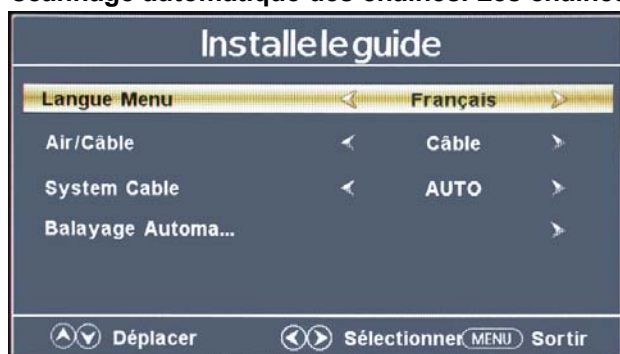 Installe le guide
Langue Menu Français
Air/Câble Câble
System Cable AUTO
Balayage Automa...
Déplacer Sélectionner MENU Sortir